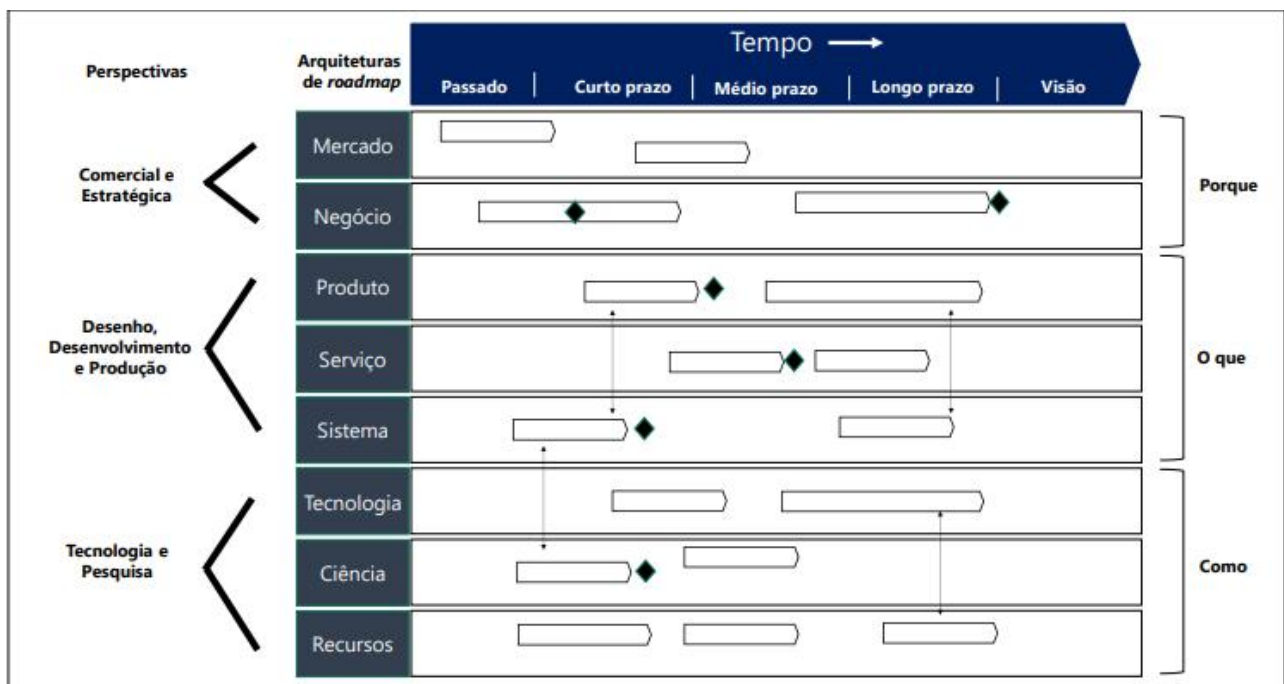 Tempo
Perspectivas
Arquiteturas
de roadmap
Passado
Curto prazo
Médio prazo
Longo prazo
Visão
Comercial e
Estratégica
Mercado
Negócio
Porque
Desenho,
Desenvolvimento
e Produção
Produto
Serviço
Sistema
O que
Tecnologia e
Pesquisa
Tecnologia
Ciência
Recursos
Como